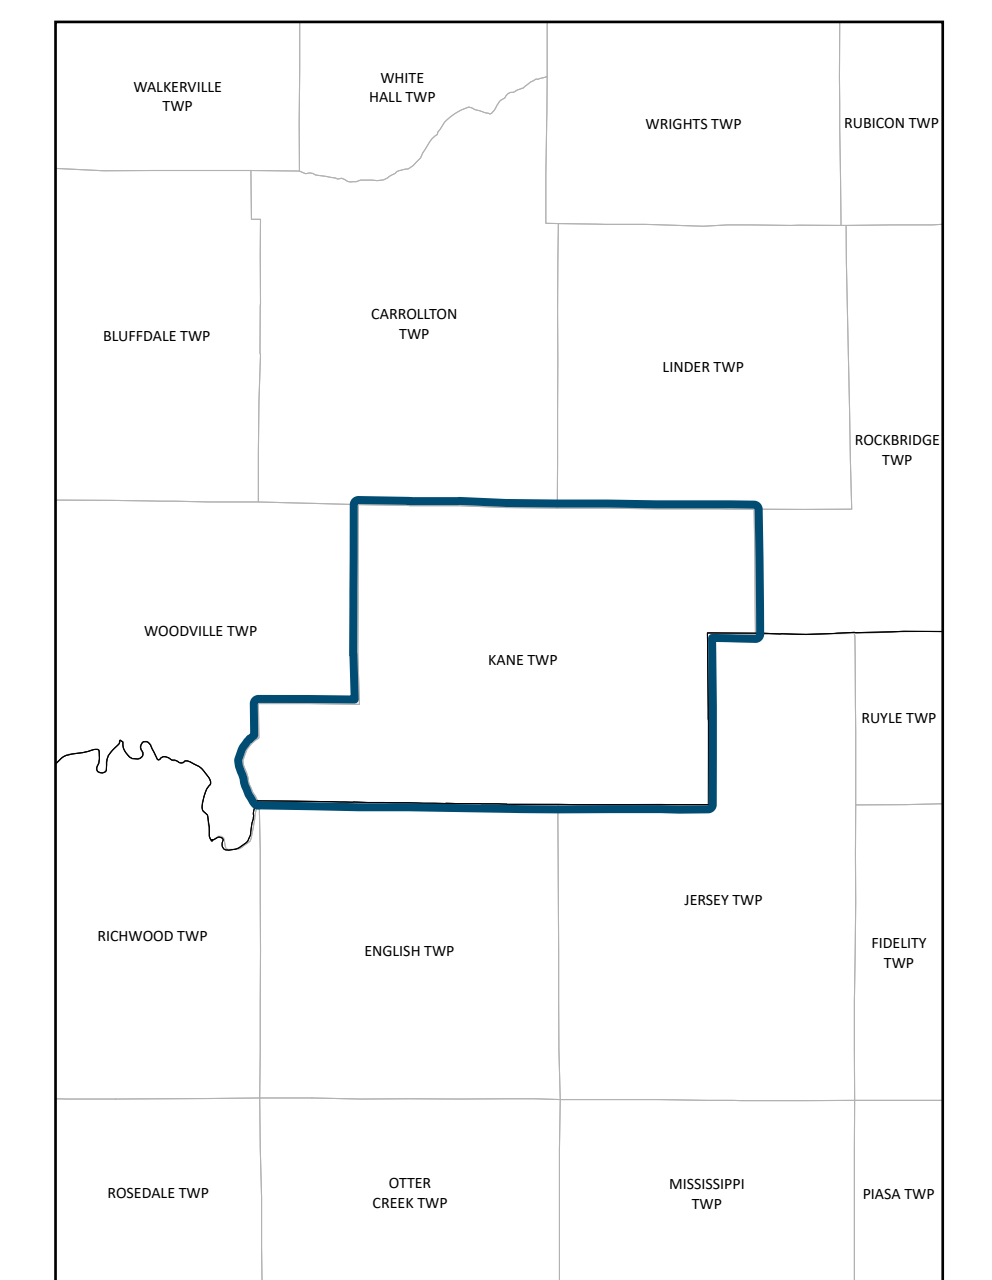 WALKERVILLE
TWP
WHITE
HALL TWP
WRIGHTS TWP
RUBICON TWP
BLUFFDALE TWP
CARROLLTON
TWP
LINDER TWP
ROCKBRIDGE
TWP
WOODVILLE TWP
KANE TWP
RUYLE TWP
RICHWOOD TWP
ENGLISH TWP
JERSEY TWP
FIDELITY
TWP
ROSEDALE TWP
OTTER
CREEK TWP
MISSISSIPPI
TWP
PIASA TWP